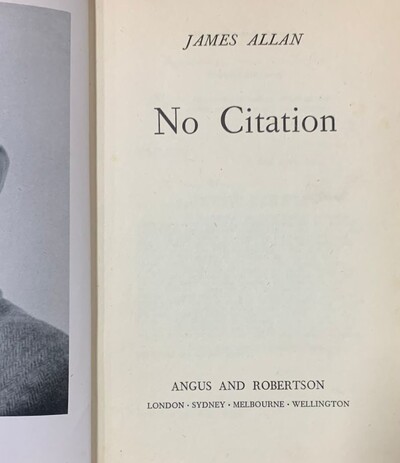 JAMES ALLAN
No Citation
ANGUS AND ROBERTSON
LONDON · SYDNEY · MELBOURNE · WELLINGTON